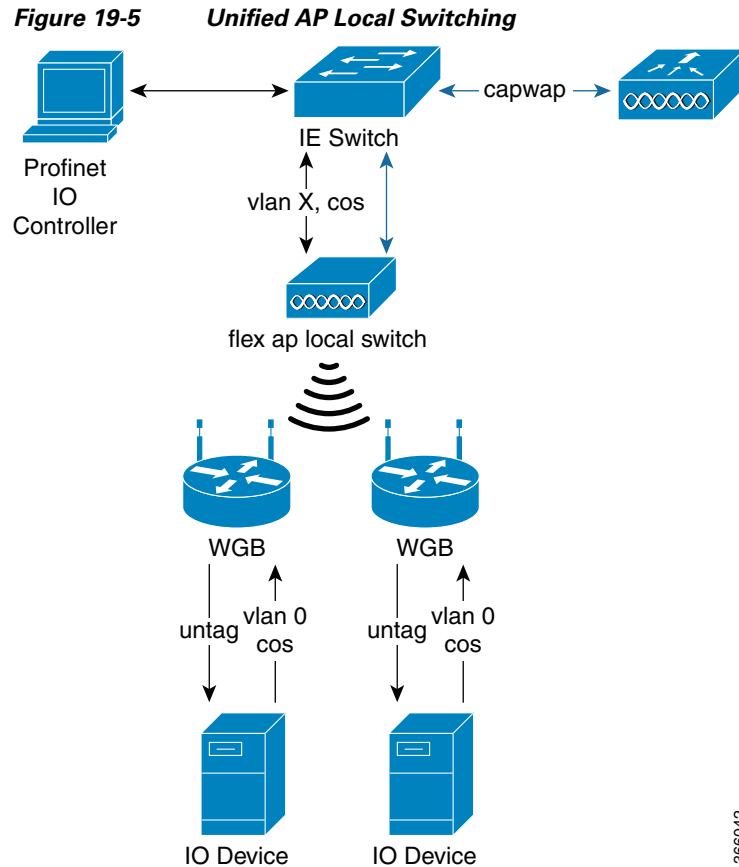 Figure 19-5 Unified AP Local Switching
capwap
IE Switch
Profinet
IO
Controller
vlan X, cos
flex ap local switch
WGB WGB
untag vlan 0
cos
untag vlan 0
cos
IO Device IO Device